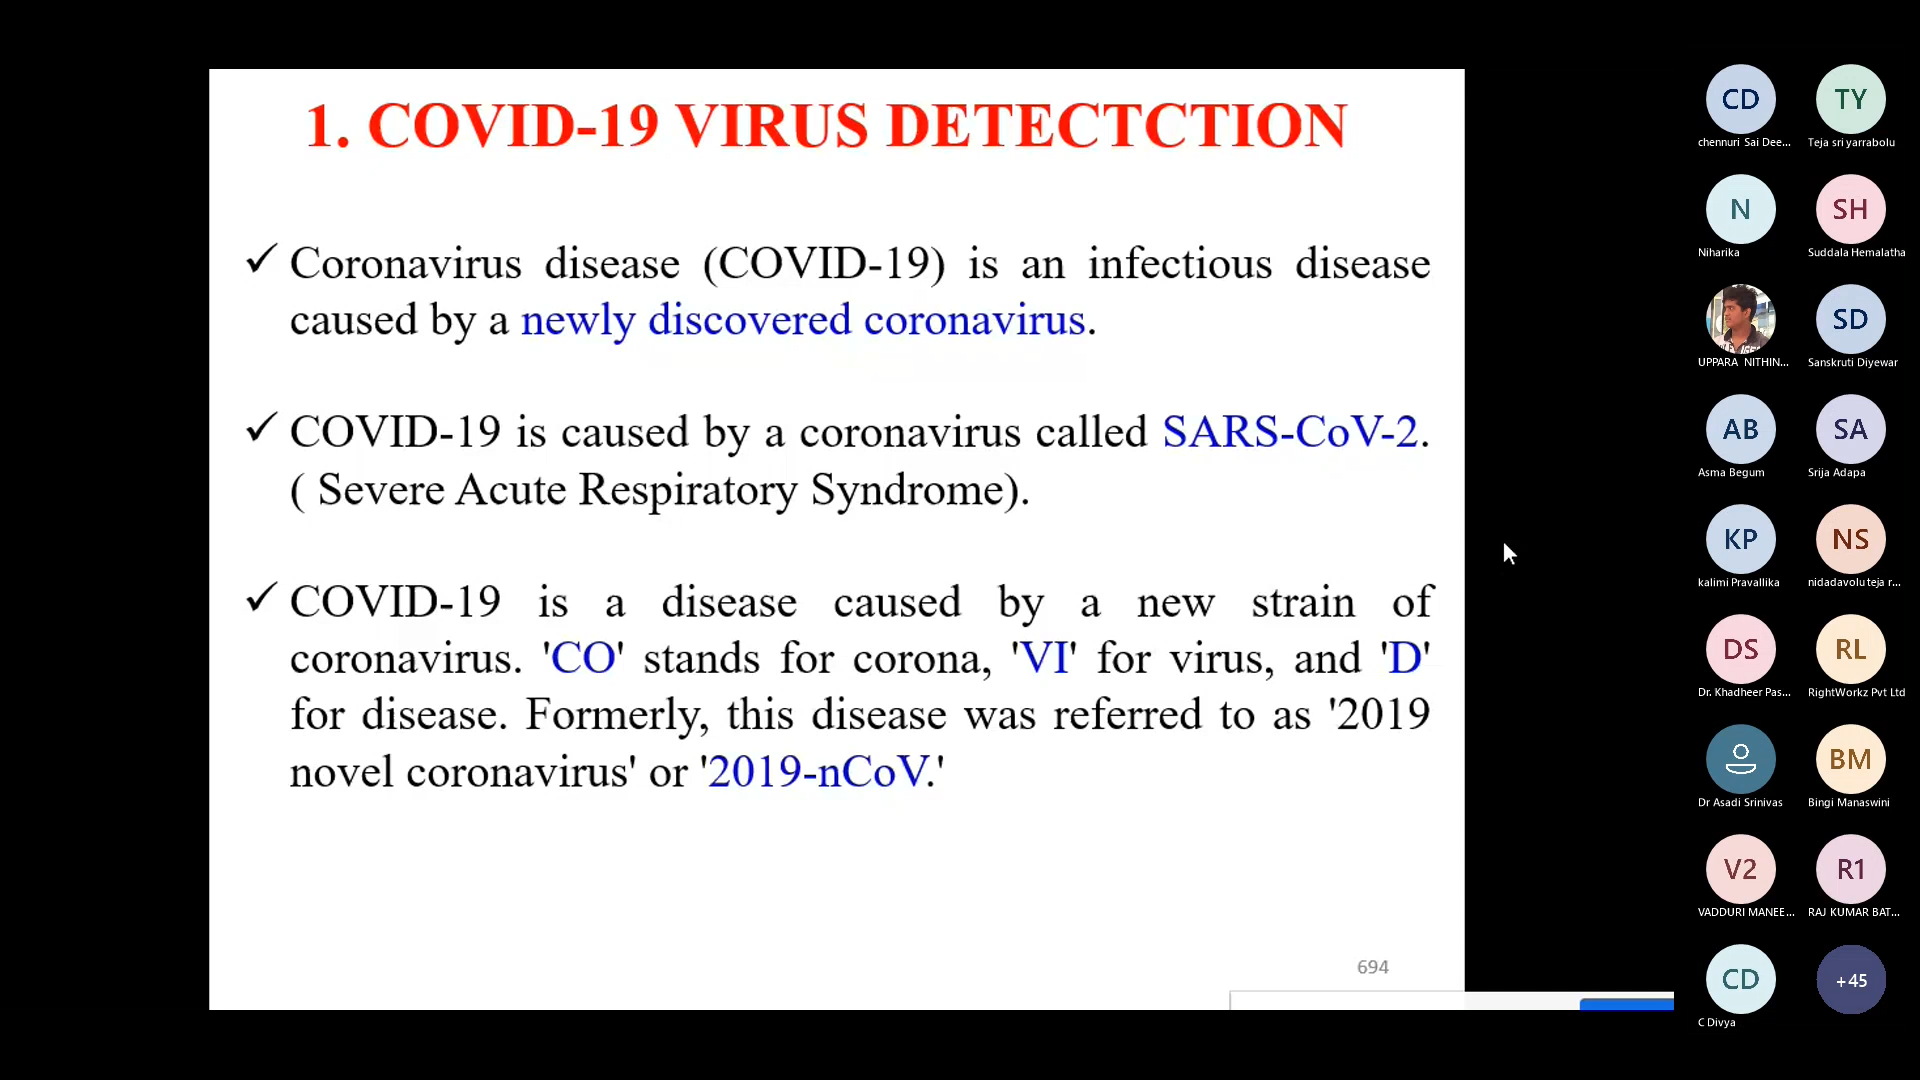 1. COVID-19 VIRUS DETECTCTION
✓ Coronavirus disease (COVID-19) is an infectious disease
caused by a newly discovered coronavirus.
✓ COVID-19 is caused by a coronavirus called SARS-CoV-2.
( Severe Acute Respiratory Syndrome).
✓ COVID-19 is a disease caused by a new strain of
coronavirus. 'CO' stands for corona, 'VI' for virus, and 'D'
for disease. Formerly, this disease was referred to as '2019
novel coronavirus' or '2019-nCoV.'
694
CD TY
chennuri Sai Dee... Teja sri yarrabolu
N SH
Niharika Suddala Hemalatha
SD
UPPARA NITHIN... Sanskruti Diyewar
AB SA
Asma Begum Srija Adapa
KP NS
kalimi Pravallika nidadavolu teja r...
DS RL
Dr. Khadheer Pas... RightWorkz Pvt Ltd
BM
Dr Asadi Srinivas Bingi Manaswini
V2 R1
VADDURI MANEE... RAJ KUMAR BAT...
CD +45
C Divya